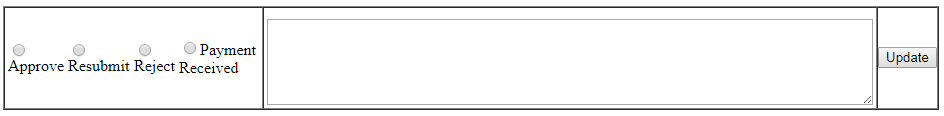 Payment
Approve Resubmit Reject Received
Update